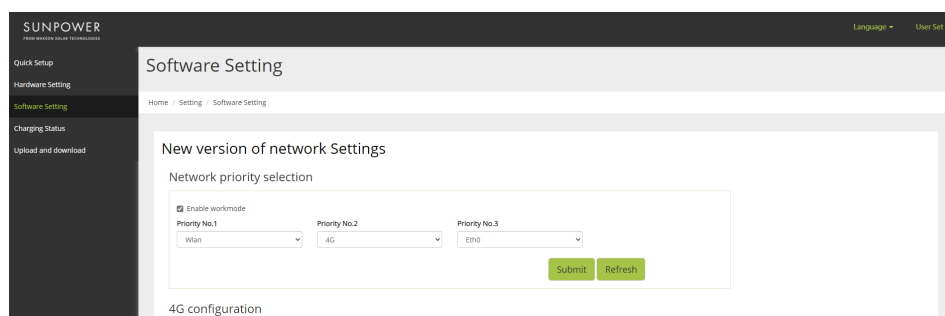 SUNPOWER
FROM MAXEON SOLAR TECHNOLOGIES
Language
User Set
Quick Setup
Hardware Setting
Software Setting
Charging Status
Upload and download
Software Setting
Home / Setting / Software Setting
New version of network Settings
Network priority selection
Enable workmode
Priority No.1 Priority No.2 Priority No.3
Wlan 4G Eth0
Submit Refresh
4G configuration